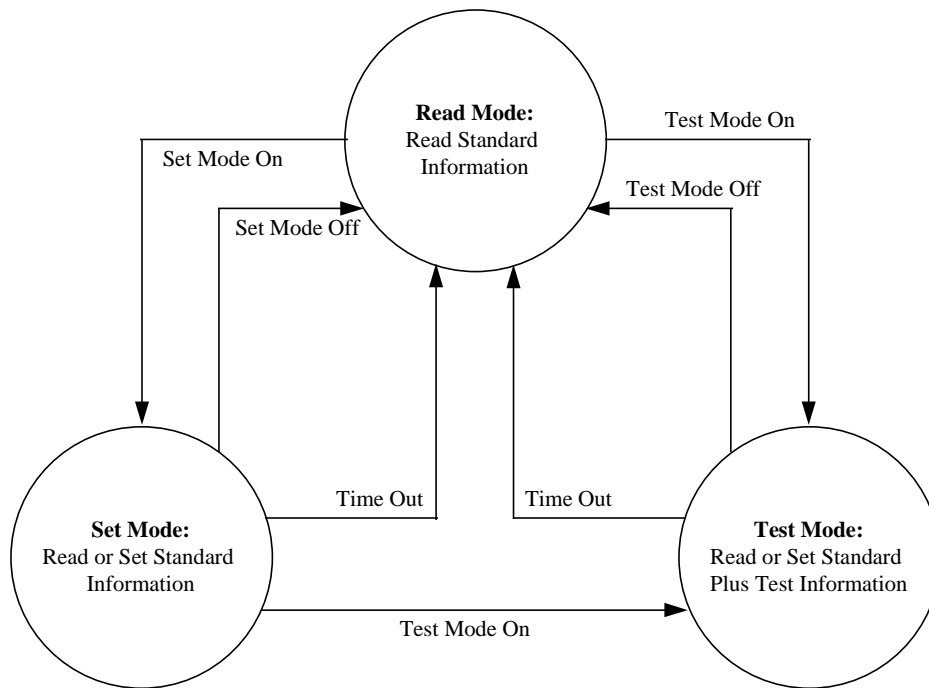 Read Mode:
Read Standard
Information
Test Mode On
Set Mode On
Test Mode Off
Set Mode Off
Time Out
Time Out
Set Mode:
Read or Set Standard
Information
Test Mode:
Read or Set Standard
Plus Test Information
Test Mode On